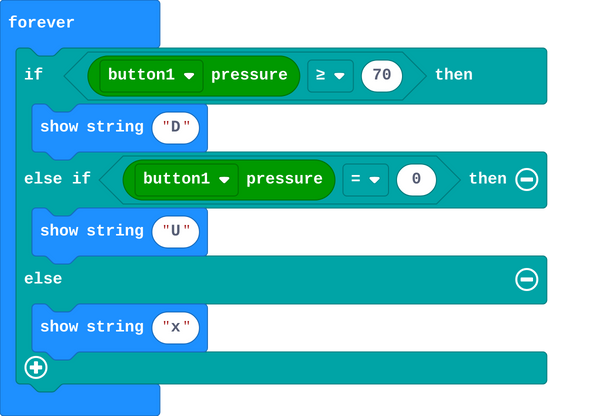 forever
if button1 pressure ≥ 70 then
show string "D"
else if button1 pressure = 0 then
show string "U"
else
show string "x"